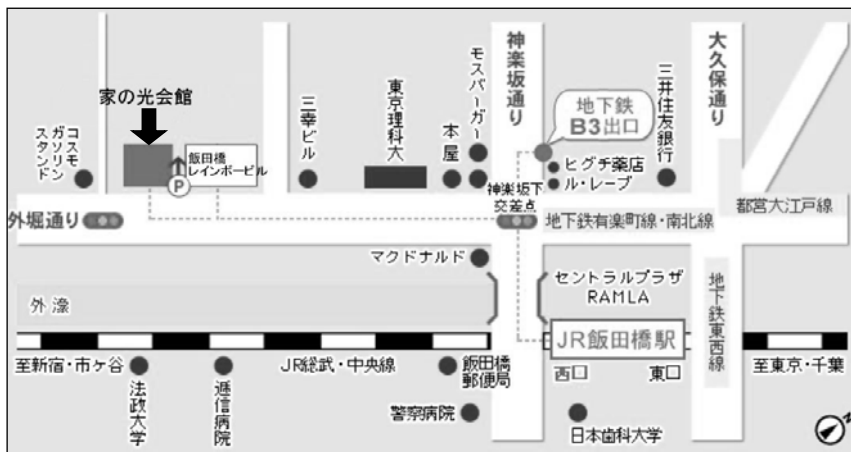 家の光会館
コスモ
ガソリン
スタンド
飯田橋
レインボービル
P
三幸ビル
東京理科大
本屋
モスバーガー
神楽坂通り
地下鉄
B3出口
ヒグチ薬店
ル・レーブ
三井住友銀行
大久保通り
都営大江戸線
外堀通り
神楽坂下
交差点
地下鉄有楽町線・南北線
マクドナルド
セントラルプラザ
RAMLA
外濠
地下鉄東西線
JR飯田橋駅
至新宿・市ヶ谷
JR総武・中央線
飯田橋
郵便局
西口
東口
至東京・千葉
法政大学
逓信病院
警察病院
日本歯科大学
N